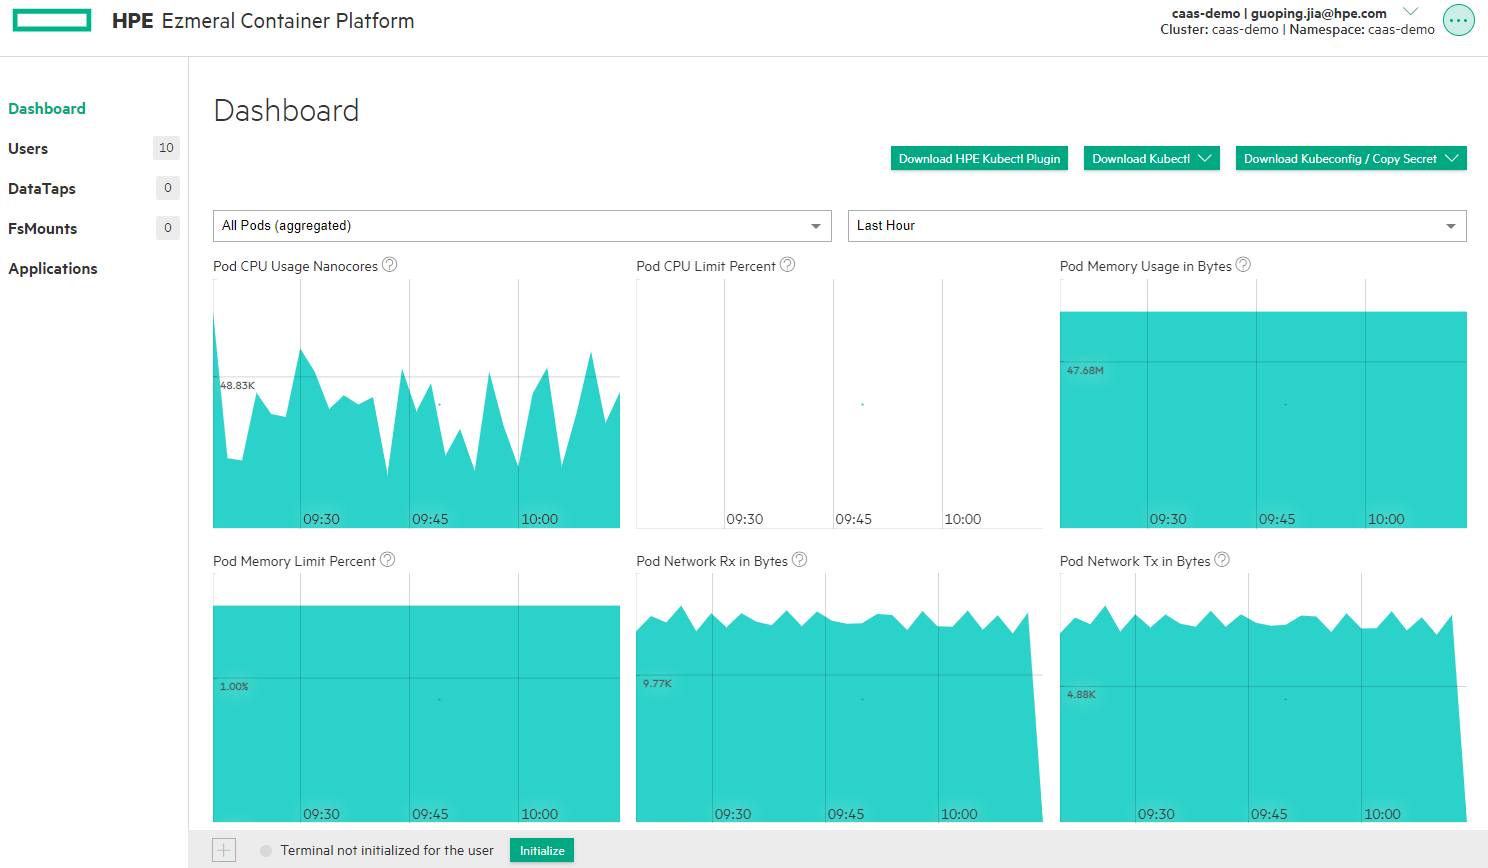 HPE Ezmeral Container Platform
caas-demo | guoping.jia@hpe.com
Cluster: caas-demo | Namespace: caas-demo
Dashboard
Users 10
DataTaps 0
FsMounts 0
Applications
Dashboard
Download HPE Kubectl Plugin
Download Kubectl
Download Kubeconfig / Copy Secret
All Pods (aggregated)
Last Hour
Pod CPU Usage Nanocores ?
48.83K
09:30 09:45 10:00
Pod CPU Limit Percent ?
09:30 09:45 10:00
Pod Memory Usage in Bytes ?
47.68M
09:30 09:45 10:00
Pod Memory Limit Percent ?
1.00%
09:30 09:45 10:00
Pod Network Rx in Bytes ?
9.77K
09:30 09:45 10:00
Pod Network Tx in Bytes ?
4.88K
09:30 09:45 10:00
Terminal not initialized for the user
Initialize